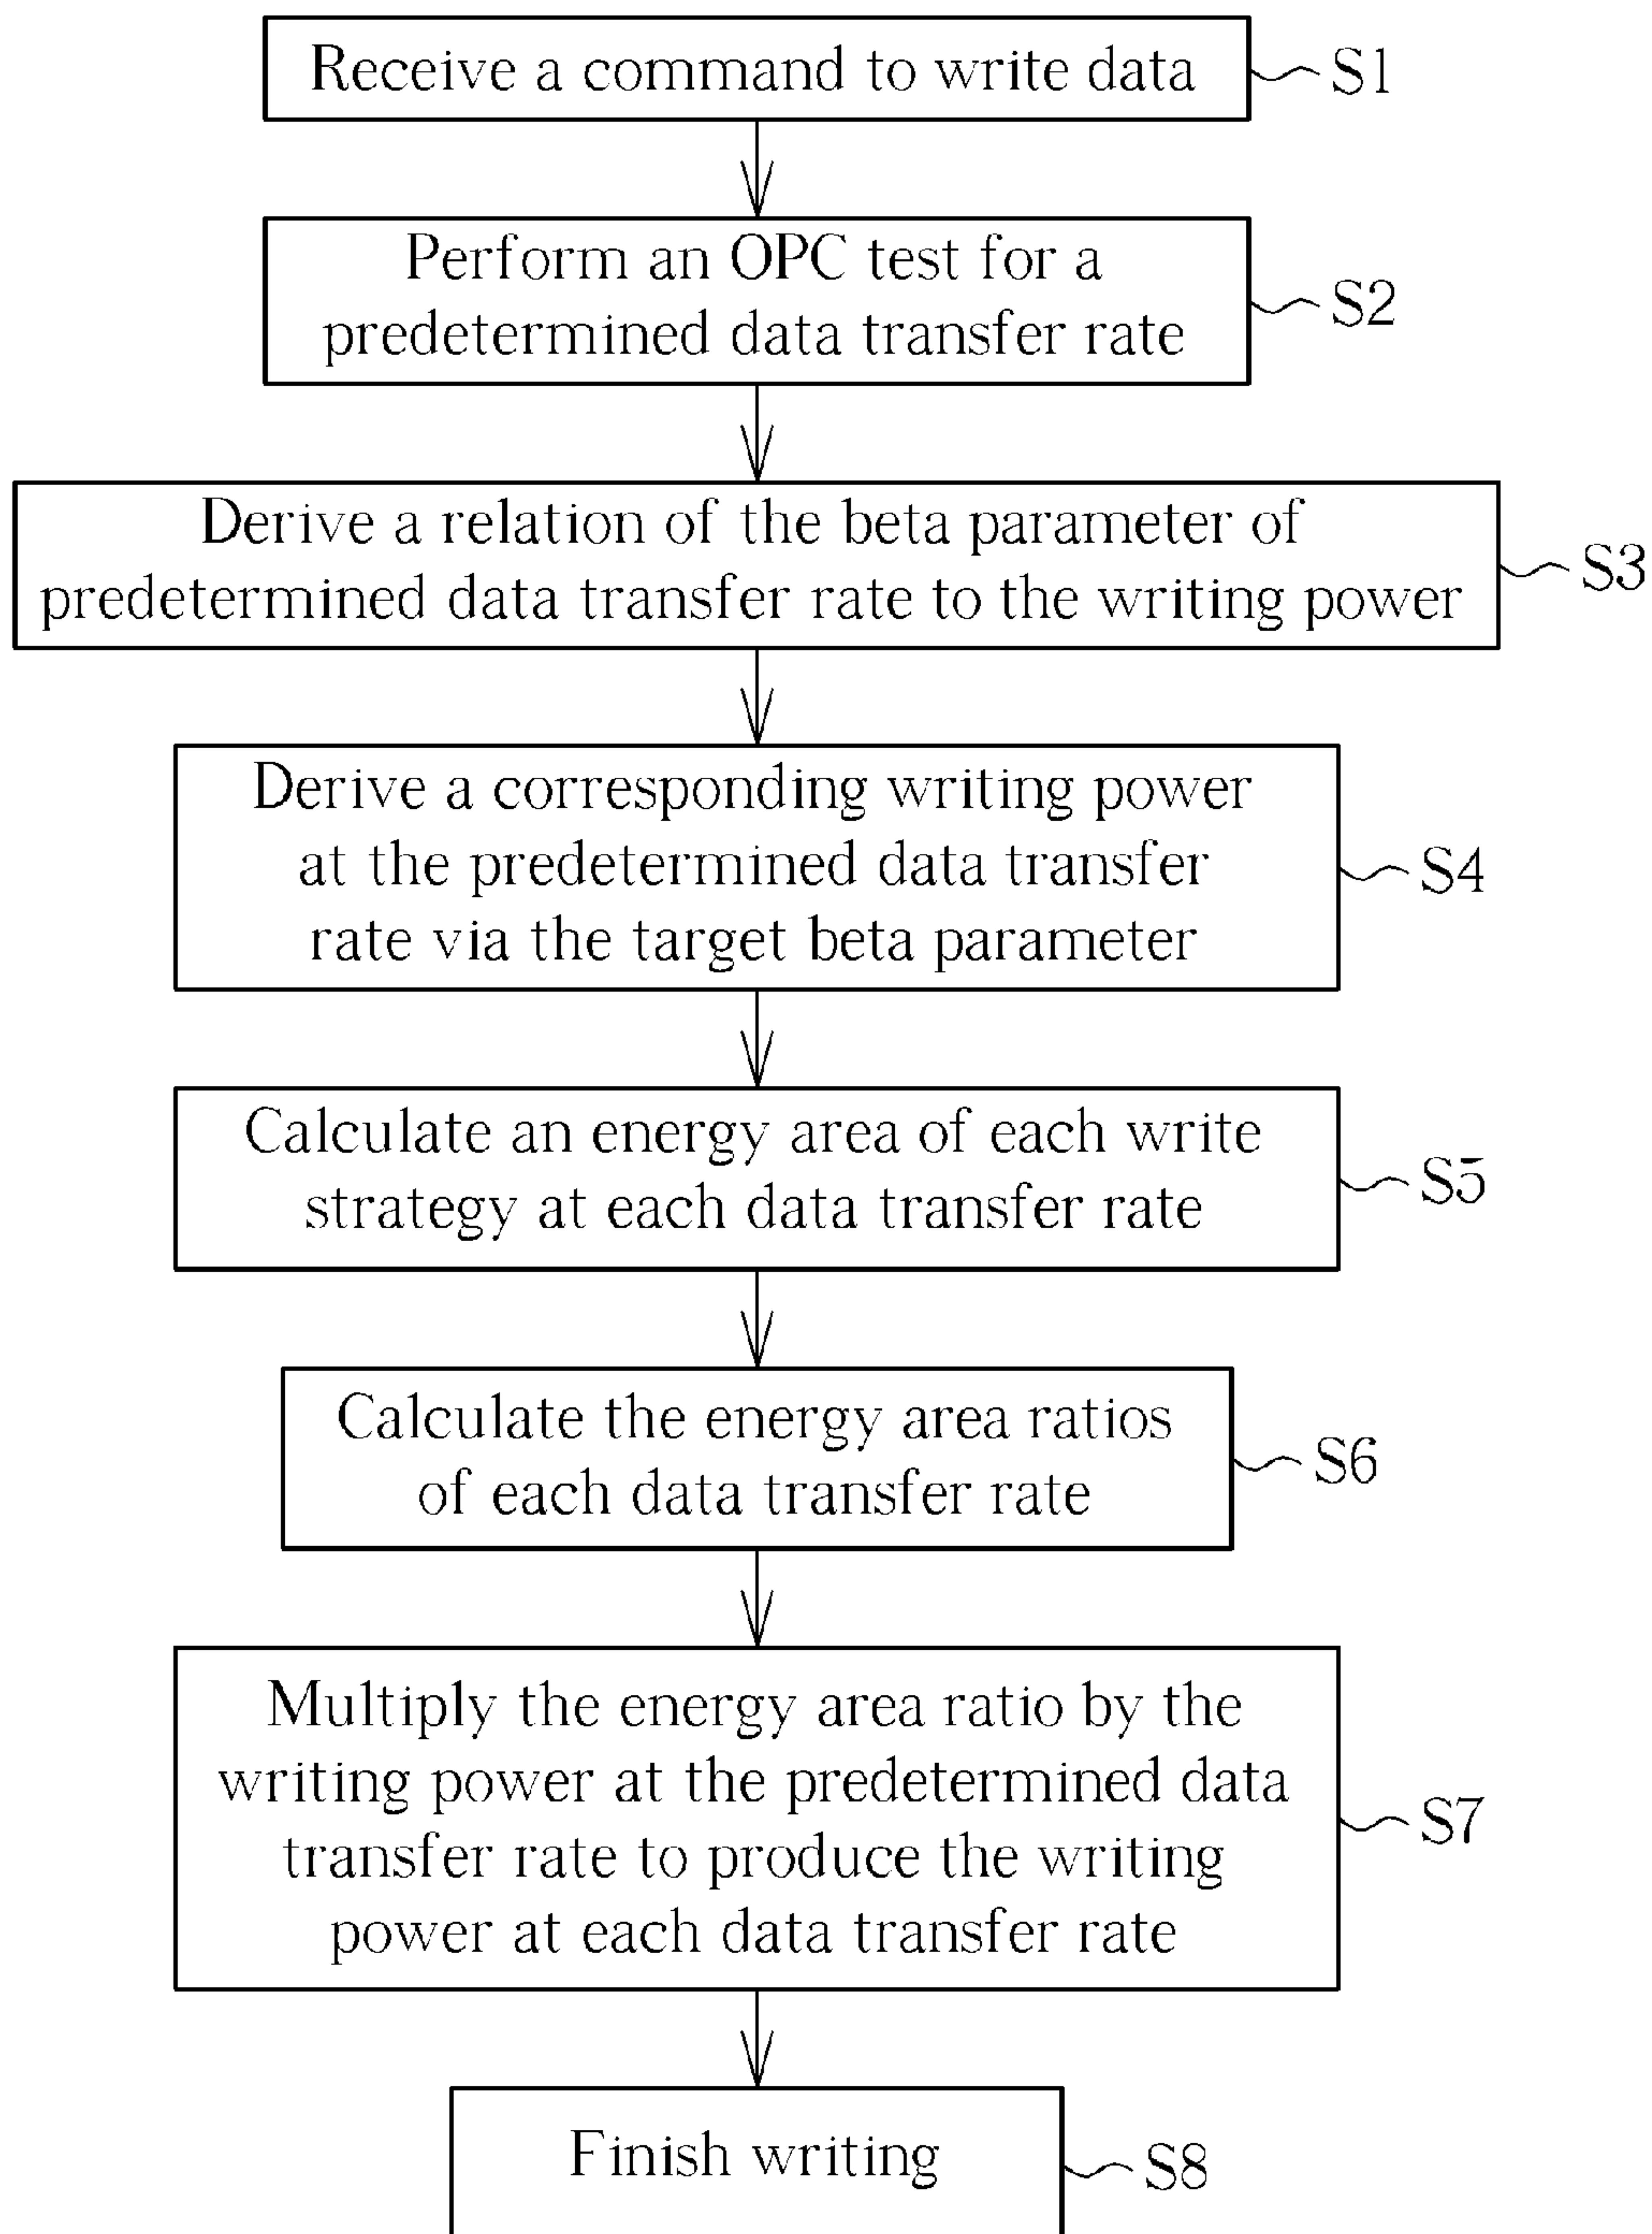 Receive a command to write data
S1
Perform an OPC test for a
predetermined data transfer rate
S2
Derive a relation of the beta parameter of
predetermined data transfer rate to the writing power
S3
Derive a corresponding writing power
at the predetermined data transfer
rate via the target beta parameter
S4
Calculate an energy area of each write
strategy at each data transfer rate
S5
Calculate the energy area ratios
of each data transfer rate
S6
Multiply the energy area ratio by the
writing power at the predetermined data
transfer rate to produce the writing
power at each data transfer rate
S7
Finish writing
S8